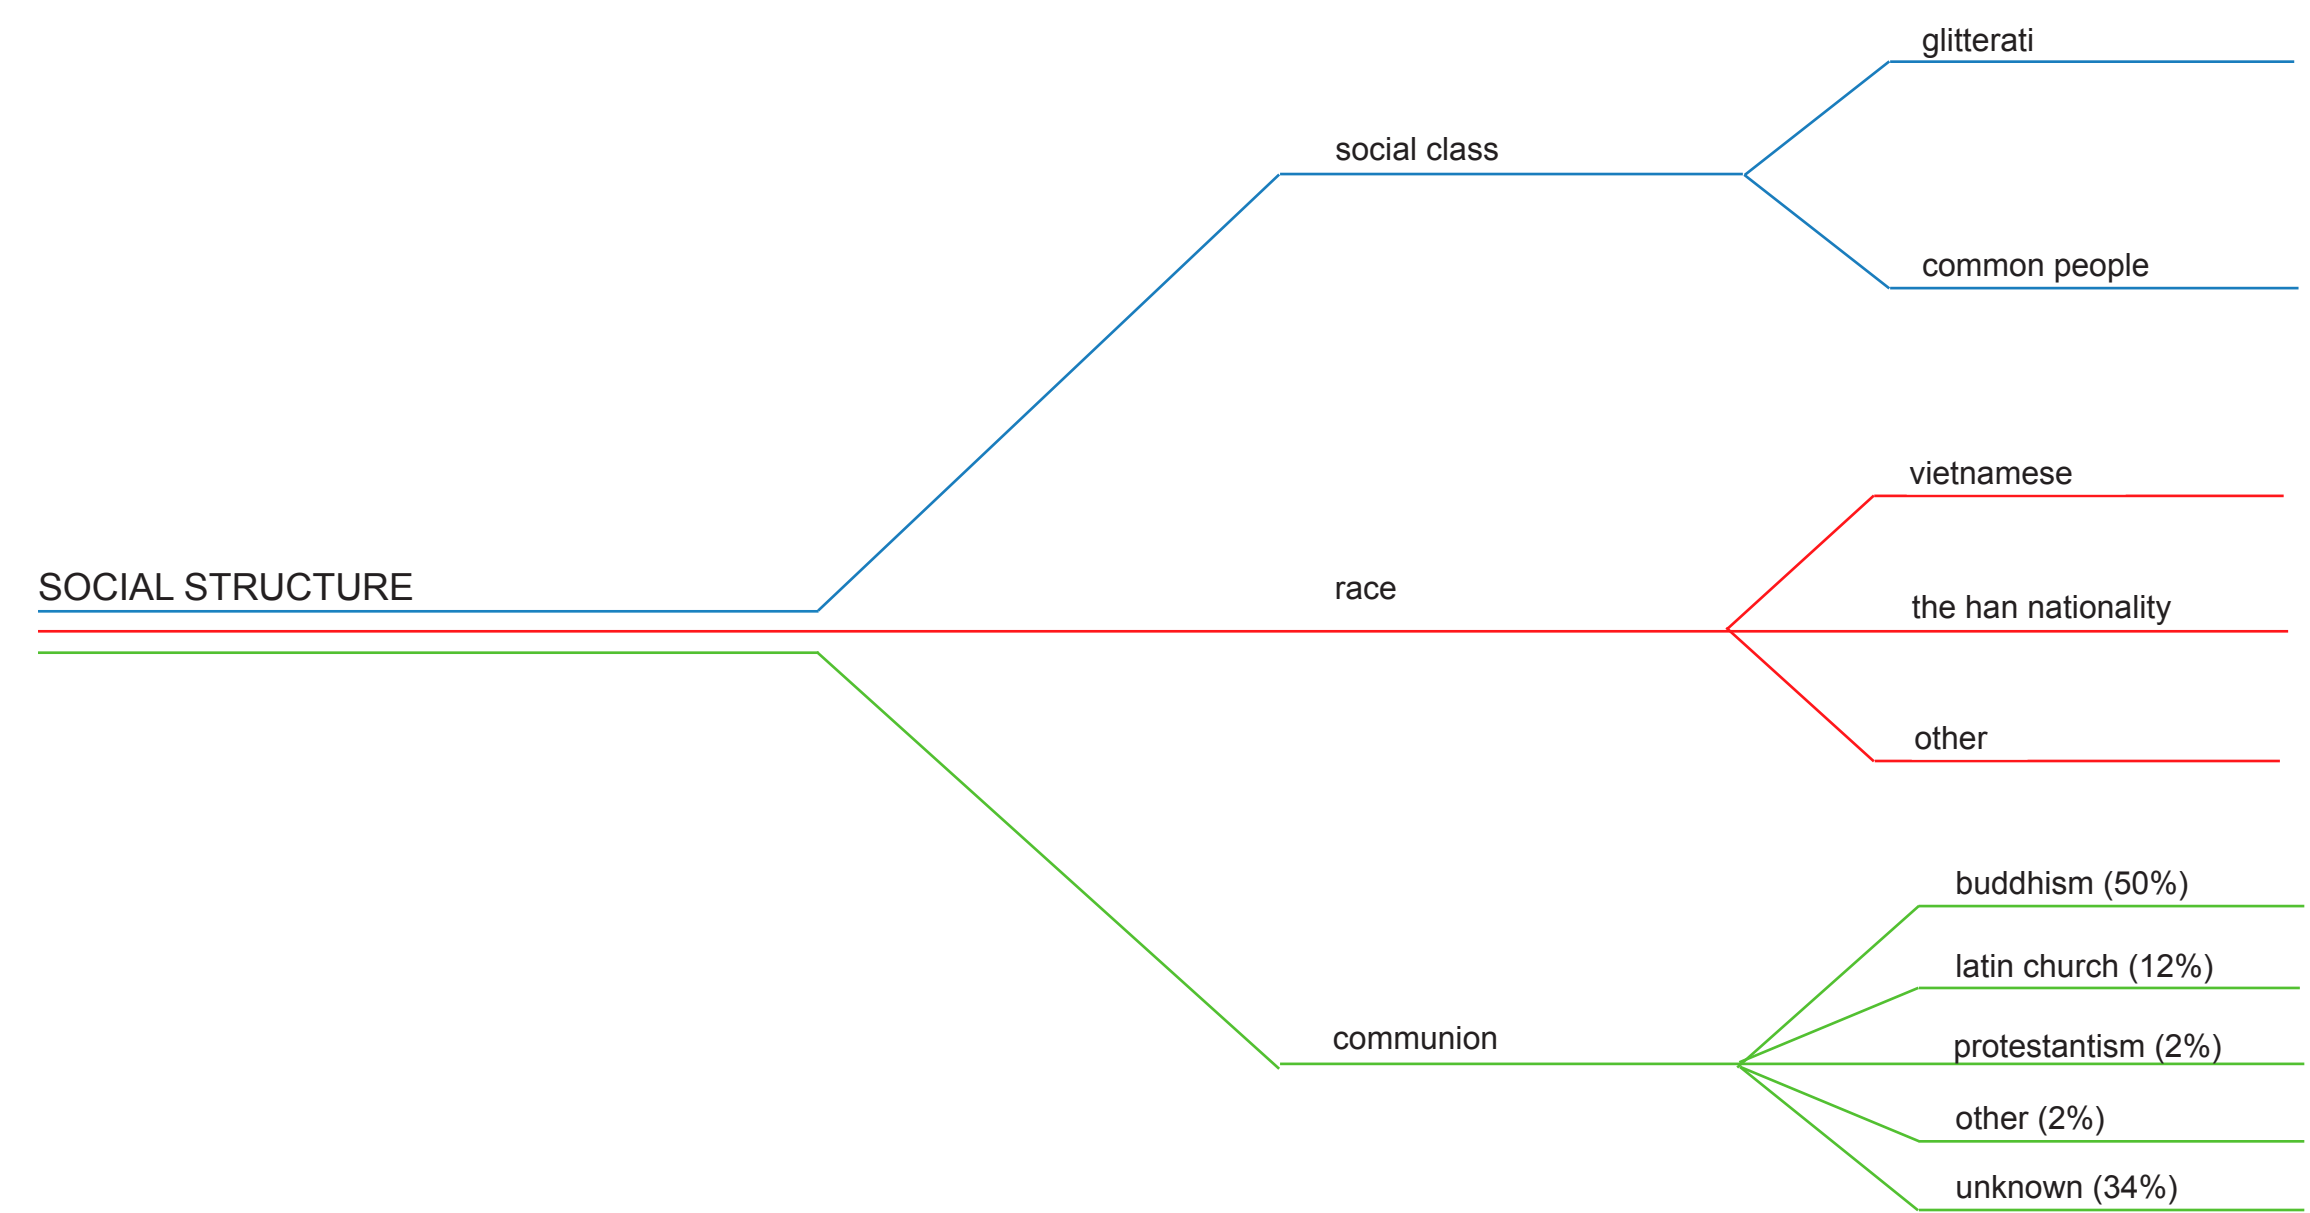 SOCIAL STRUCTURE
social class
glitterati
common people
race
vietnamese
the han nationality
other
communion
buddhism (50%)
latin church (12%)
protestantism (2%)
other (2%)
unknown (34%)